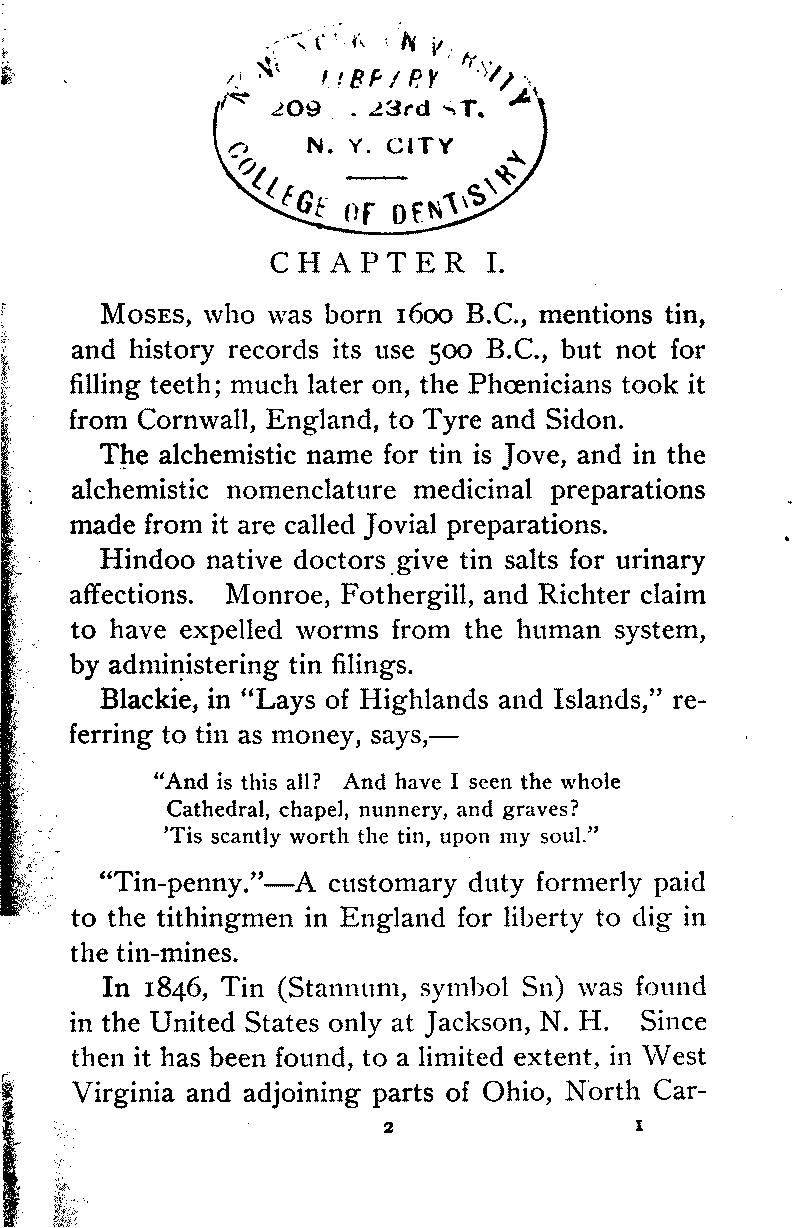 LIBRARY
209 . 23rd ST.
N. Y. CITY
COLLEGE OF DENTISTRY
CHAPTER I.
MOSES, who was born 1600 B.C., mentions tin,
and history records its use 500 B.C., but not for
filling teeth; much later on, the Phœnicians took it
from Cornwall, England, to Tyre and Sidon.
The alchemistic name for tin is Jove, and in the
alchemistic nomenclature medicinal preparations
made from it are called Jovial preparations.
Hindoo native doctors give tin salts for urinary
affections. Monroe, Fothergill, and Richter claim
to have expelled worms from the human system,
by administering tin filings.
Blackie, in “Lays of Highlands and Islands,” re-
ferring to tin as money, says,—
“And is this all? And have I seen the whole
Cathedral, chapel, nunnery, and graves?
’Tis scantly worth the tin, upon my soul.”
“Tin-penny.”—A customary duty formerly paid
to the tithingmen in England for liberty to dig in
the tin-mines.
In 1846, Tin (Stannum, symbol Sn) was found
in the United States only at Jackson, N. H. Since
then it has been found, to a limited extent, in West
Virginia and adjoining parts of Ohio, North Car-
2 1